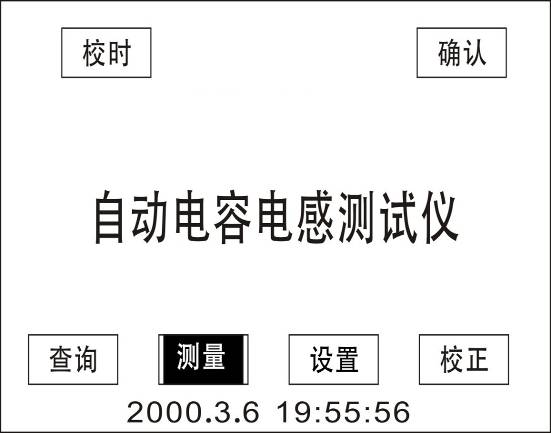 校时 确认
自动电容电感测试仪
查询 测量 设置 校正
2000.3.6 19:55:56